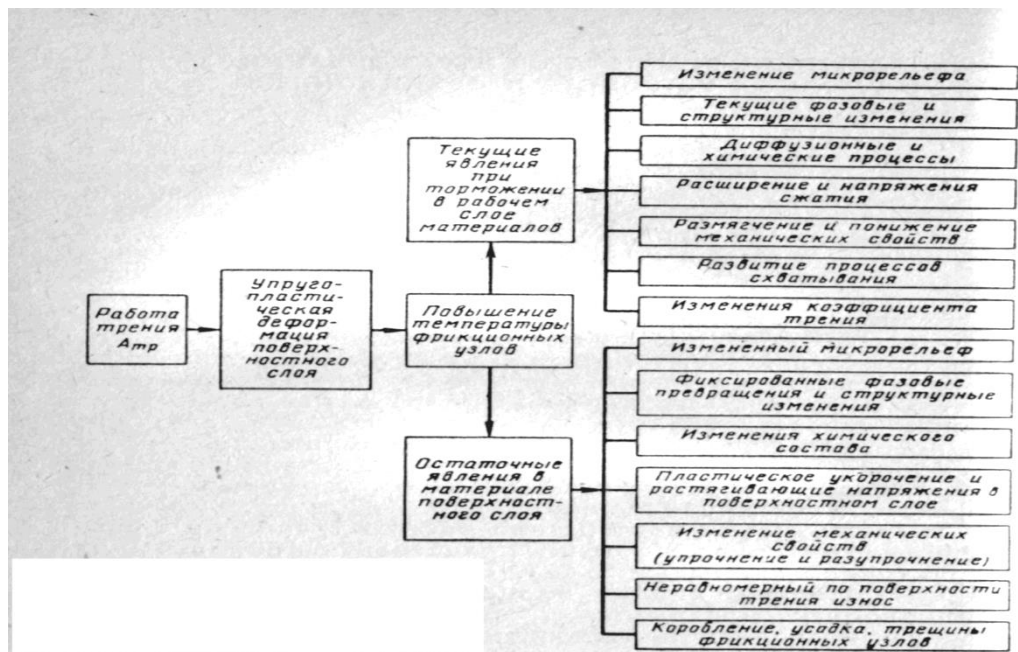 Работа
трения
Атр
Упруго-
пласти-
ческая
дефор-
мация
поверх-
ностного
слоя
Повышение
температуры
фрикционных
узлов
Текущие
явления
при
торможении
в рабочем
слое
материалов
Изменение микрорельефа
Текущие фазовые и
структурные изменения
Диффузионные и
химические процессы
Расширение и напряжения
сжатия
Размягчение и понижение
механических свойств
Развитие процессов
схватывания
Изменения коэффициента
трения
Остаточные
явления в
материале
поверхност-
ного слоя
Измененный микрорельеф
Фиксированные фазовые
превращения и структурные
изменения
Изменения химического
состава
Пластическое укорочение и
растягивающие напряжения в
поверхностном слое
Изменение механических
свойств
(упрочнение и разупрочнение)
Неравномерный по поверхности
трения износ
Коробление, усадка, трещины
фрикционных узлов